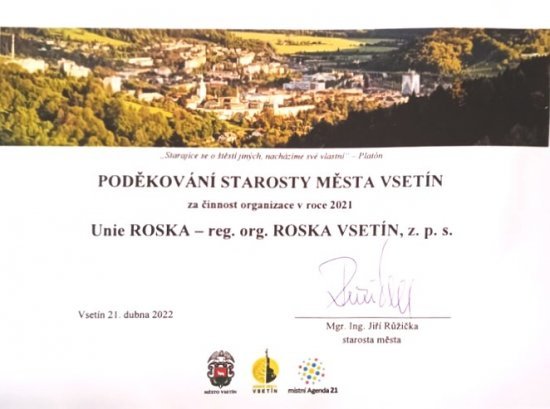 „Starajíce se o štěstí jiných, nacházíme své vlastní“ – Platón
PODĚKOVÁNÍ STAROSTY MĚSTA VSETÍN
za činnost organizace v roce 2021
Unie ROSKA – reg. org. ROSKA VSETÍN, z. p. s.
Vsetín 21. dubna 2022
Mgr. Ing. Jiří Růžička
starosta města
MĚSTO VSETÍN
VSETÍN
místní Agenda 21